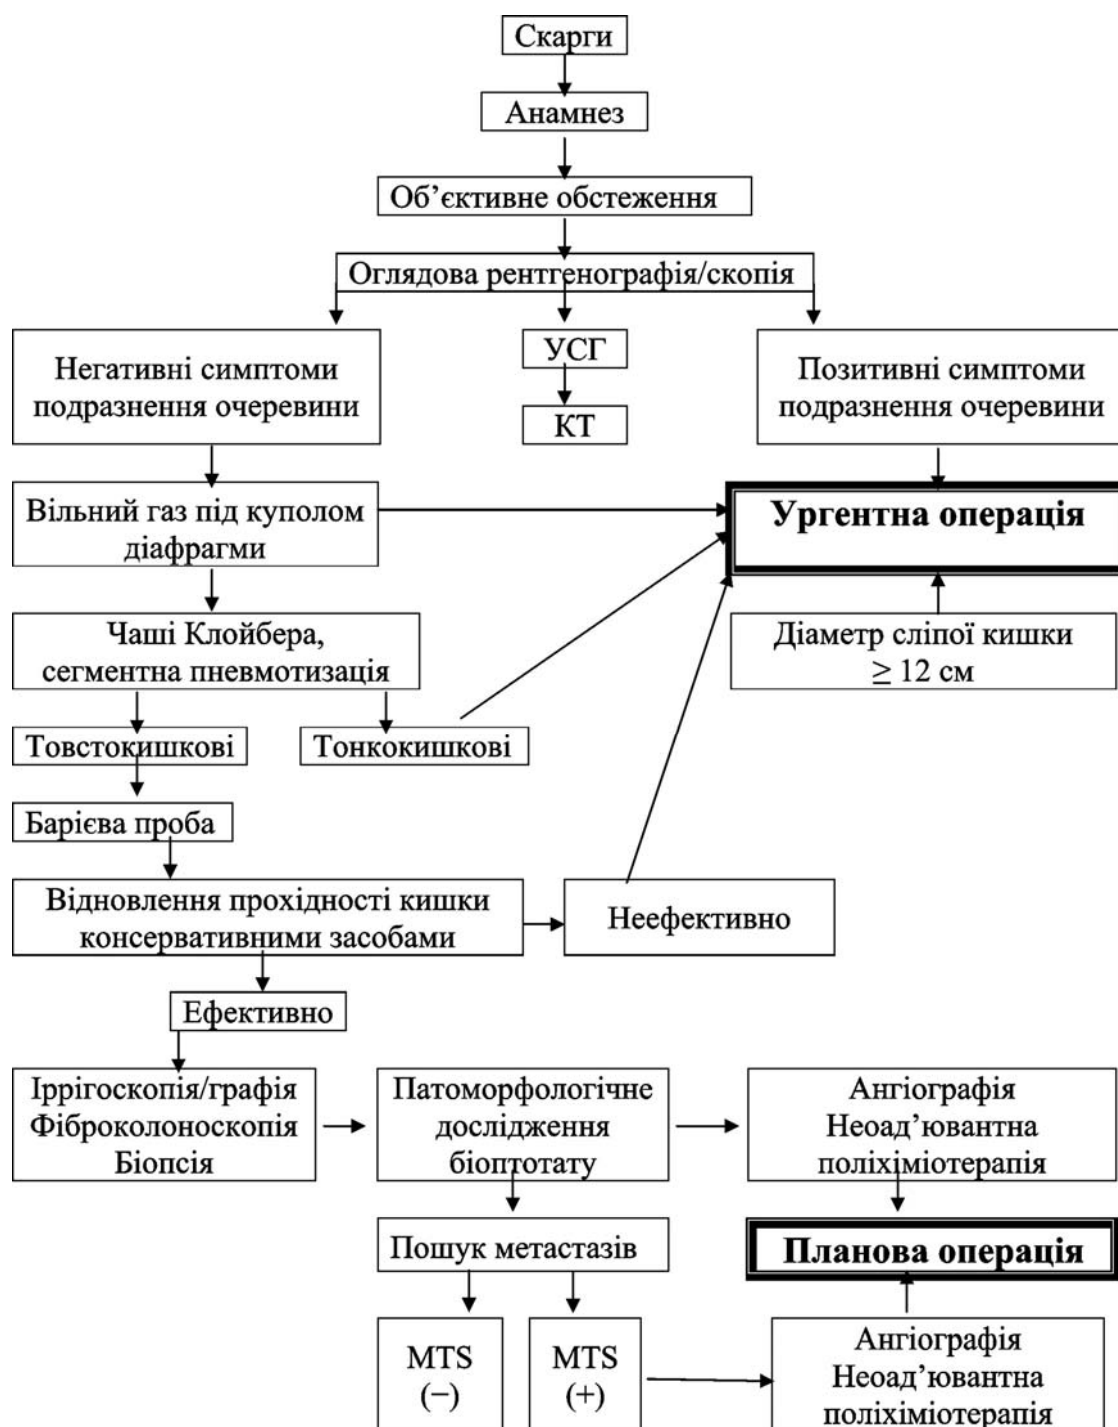 Скарги
Анамнез
Об’єктивне обстеження
Оглядова рентгенографія/скопія
Негативні симптоми
подразнення очеревини
УСГ
КТ
Позитивні симптоми
подразнення очеревини
Вільний газ під куполом
діафрагми
Ургентна операція
Чаші Клойбера,
сегментна пневмотизація
Діаметр сліпої кишки
≥ 12 см
Товстокишкові
Тонкокишкові
Барієва проба
Відновлення прохідності кишки
консервативними засобами
Неефективно
Ефективно
Іррігоскопія/графія
Фіброколоноскопія
Біопсія
Патоморфологічне
дослідження
біоптотату
Ангіографія
Неоад’ювантна
поліхіміотерапія
Пошук метастазів
Планова операція
MTS
(−)
MTS
(+)
Ангіографія
Неоад’ювантна
поліхіміотерапія